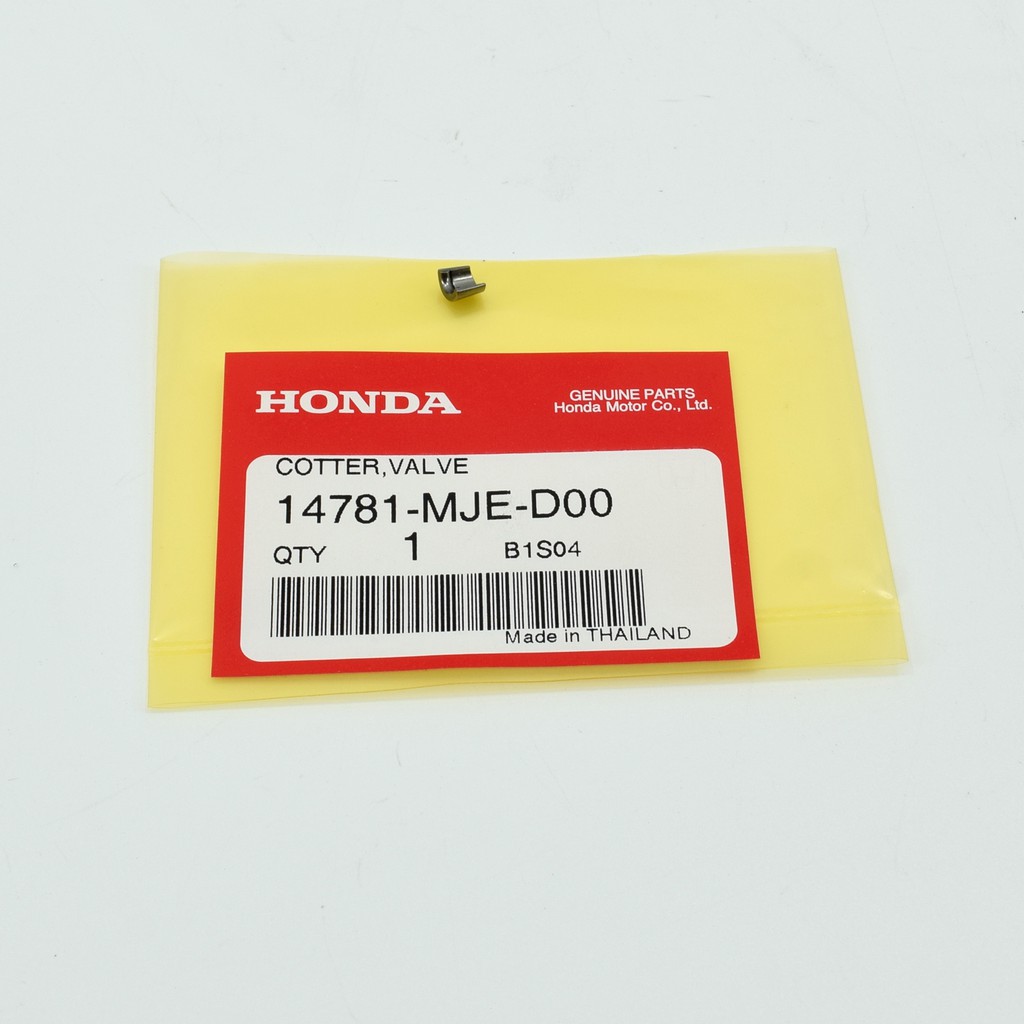 HONDA
GENUINE PARTS
Honda Motor Co., Ltd.
COTTER,VALVE
14781-MJE-D00
QTY 1 B1S04
Made in THAILAND